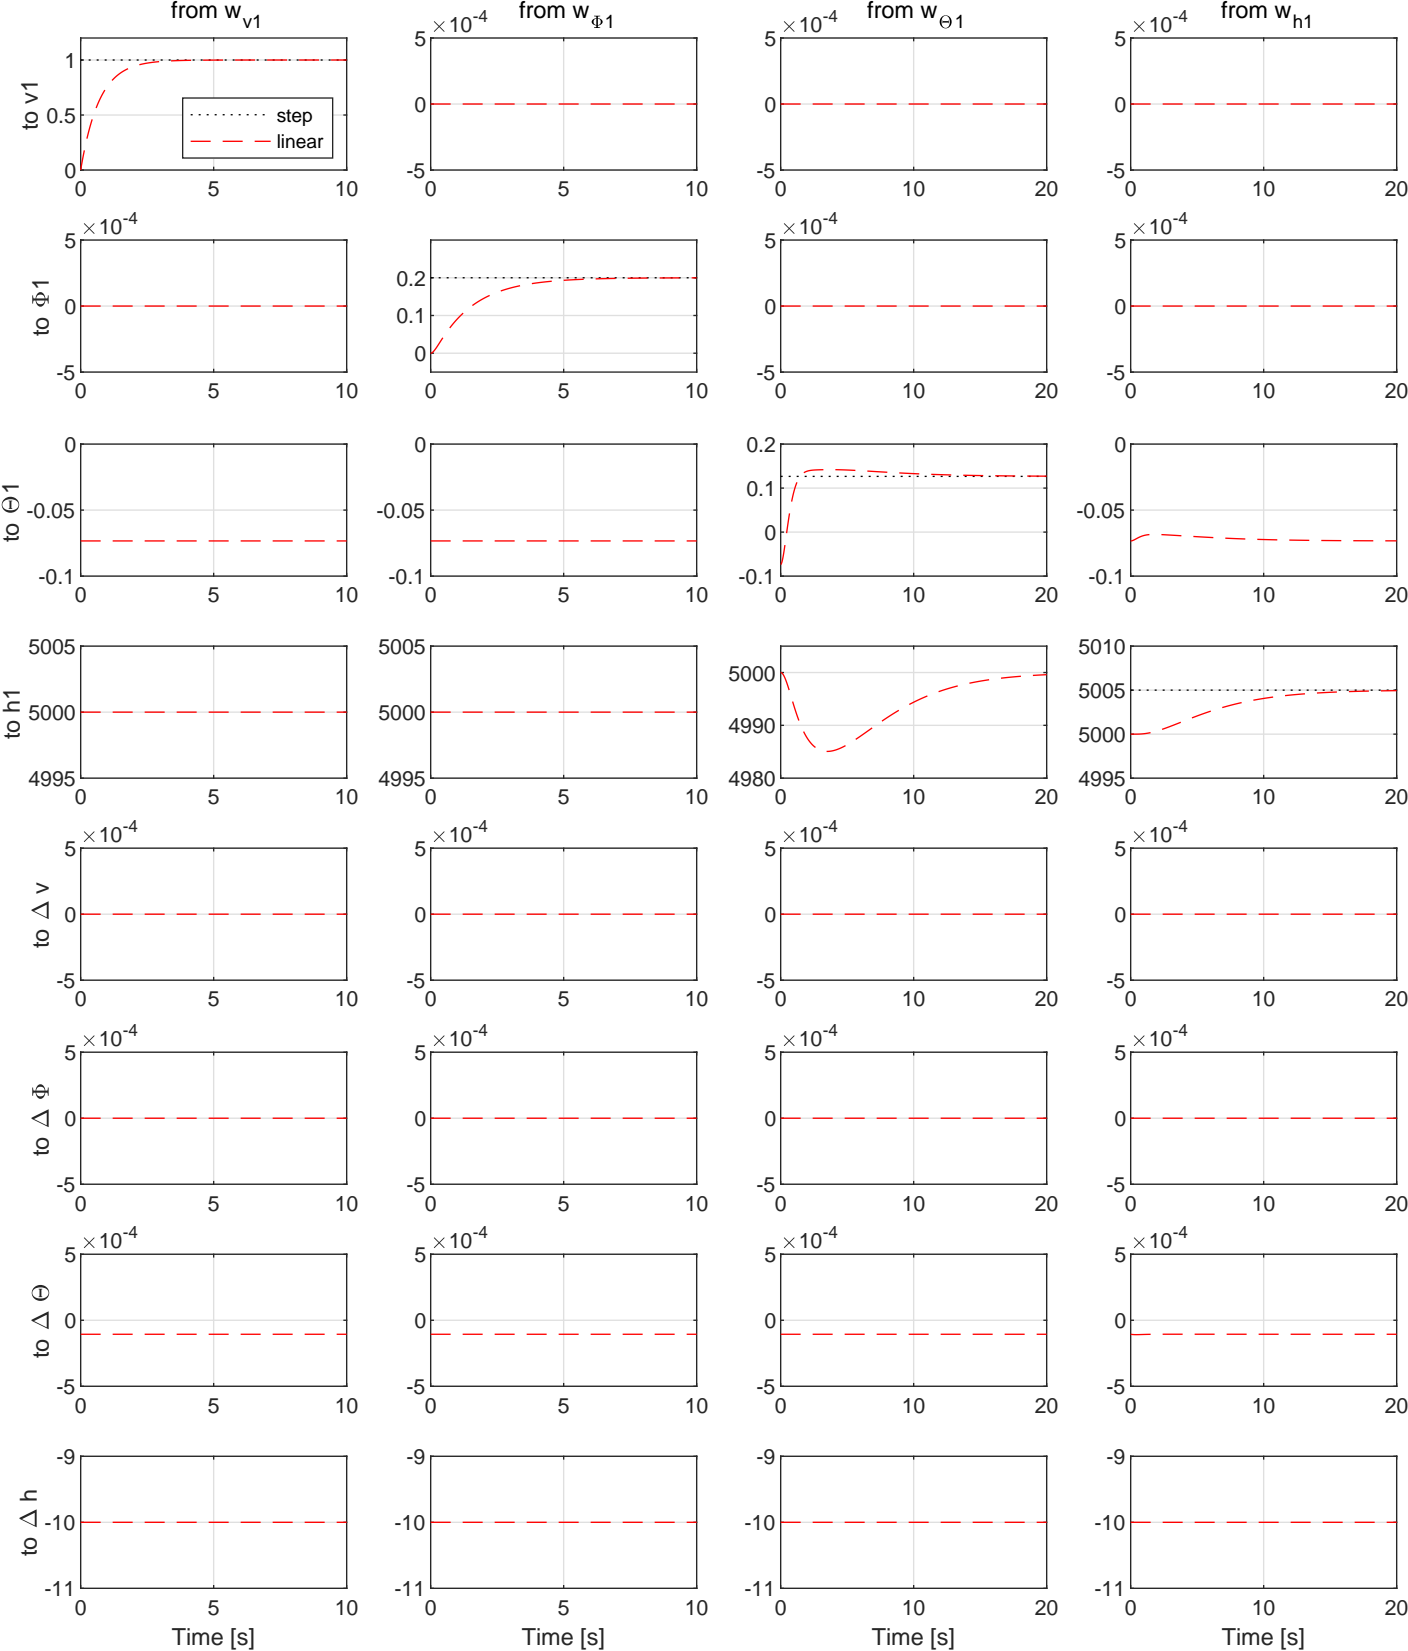 from w_v1 from w_Φ1 from w_Θ1 from w_h1
×10^-4 ×10^-4 ×10^-4
to v1 1 0.5 0 5 0 -5 5 0 -5 5 0 -5
step
linear
0 5 10 0 5 10 0 10 20 0 10 20
×10^-4 ×10^-4 ×10^-4
to Φ1 5 0 -5 0.2 0.1 0 5 0 -5 5 0 -5
0 5 10 0 5 10 0 10 20 0 10 20
to Θ1 0 -0.05 -0.1 0 -0.05 -0.1 0.2 0.1 0 -0.1 0 -0.05 -0.1
0 5 10 0 5 10 0 10 20 0 10 20
to h1 5005 5000 4995 5005 5000 4995 5000 4990 4980 5010 5005 5000 4995
0 5 10 0 5 10 0 10 20 0 10 20
×10^-4 ×10^-4 ×10^-4 ×10^-4
to Δ v 5 0 -5 5 0 -5 5 0 -5 5 0 -5
0 5 10 0 5 10 0 10 20 0 10 20
×10^-4 ×10^-4 ×10^-4 ×10^-4
to Δ Φ 5 0 -5 5 0 -5 5 0 -5 5 0 -5
0 5 10 0 5 10 0 10 20 0 10 20
×10^-4 ×10^-4 ×10^-4 ×10^-4
to Δ Θ 5 0 -5 5 0 -5 5 0 -5 5 0 -5
0 5 10 0 5 10 0 10 20 0 10 20
to Δ h -9 -10 -11 -9 -10 -11 -9 -10 -11 -9 -10 -11
0 5 10 0 5 10 0 10 20 0 10 20
Time [s] Time [s] Time [s] Time [s]